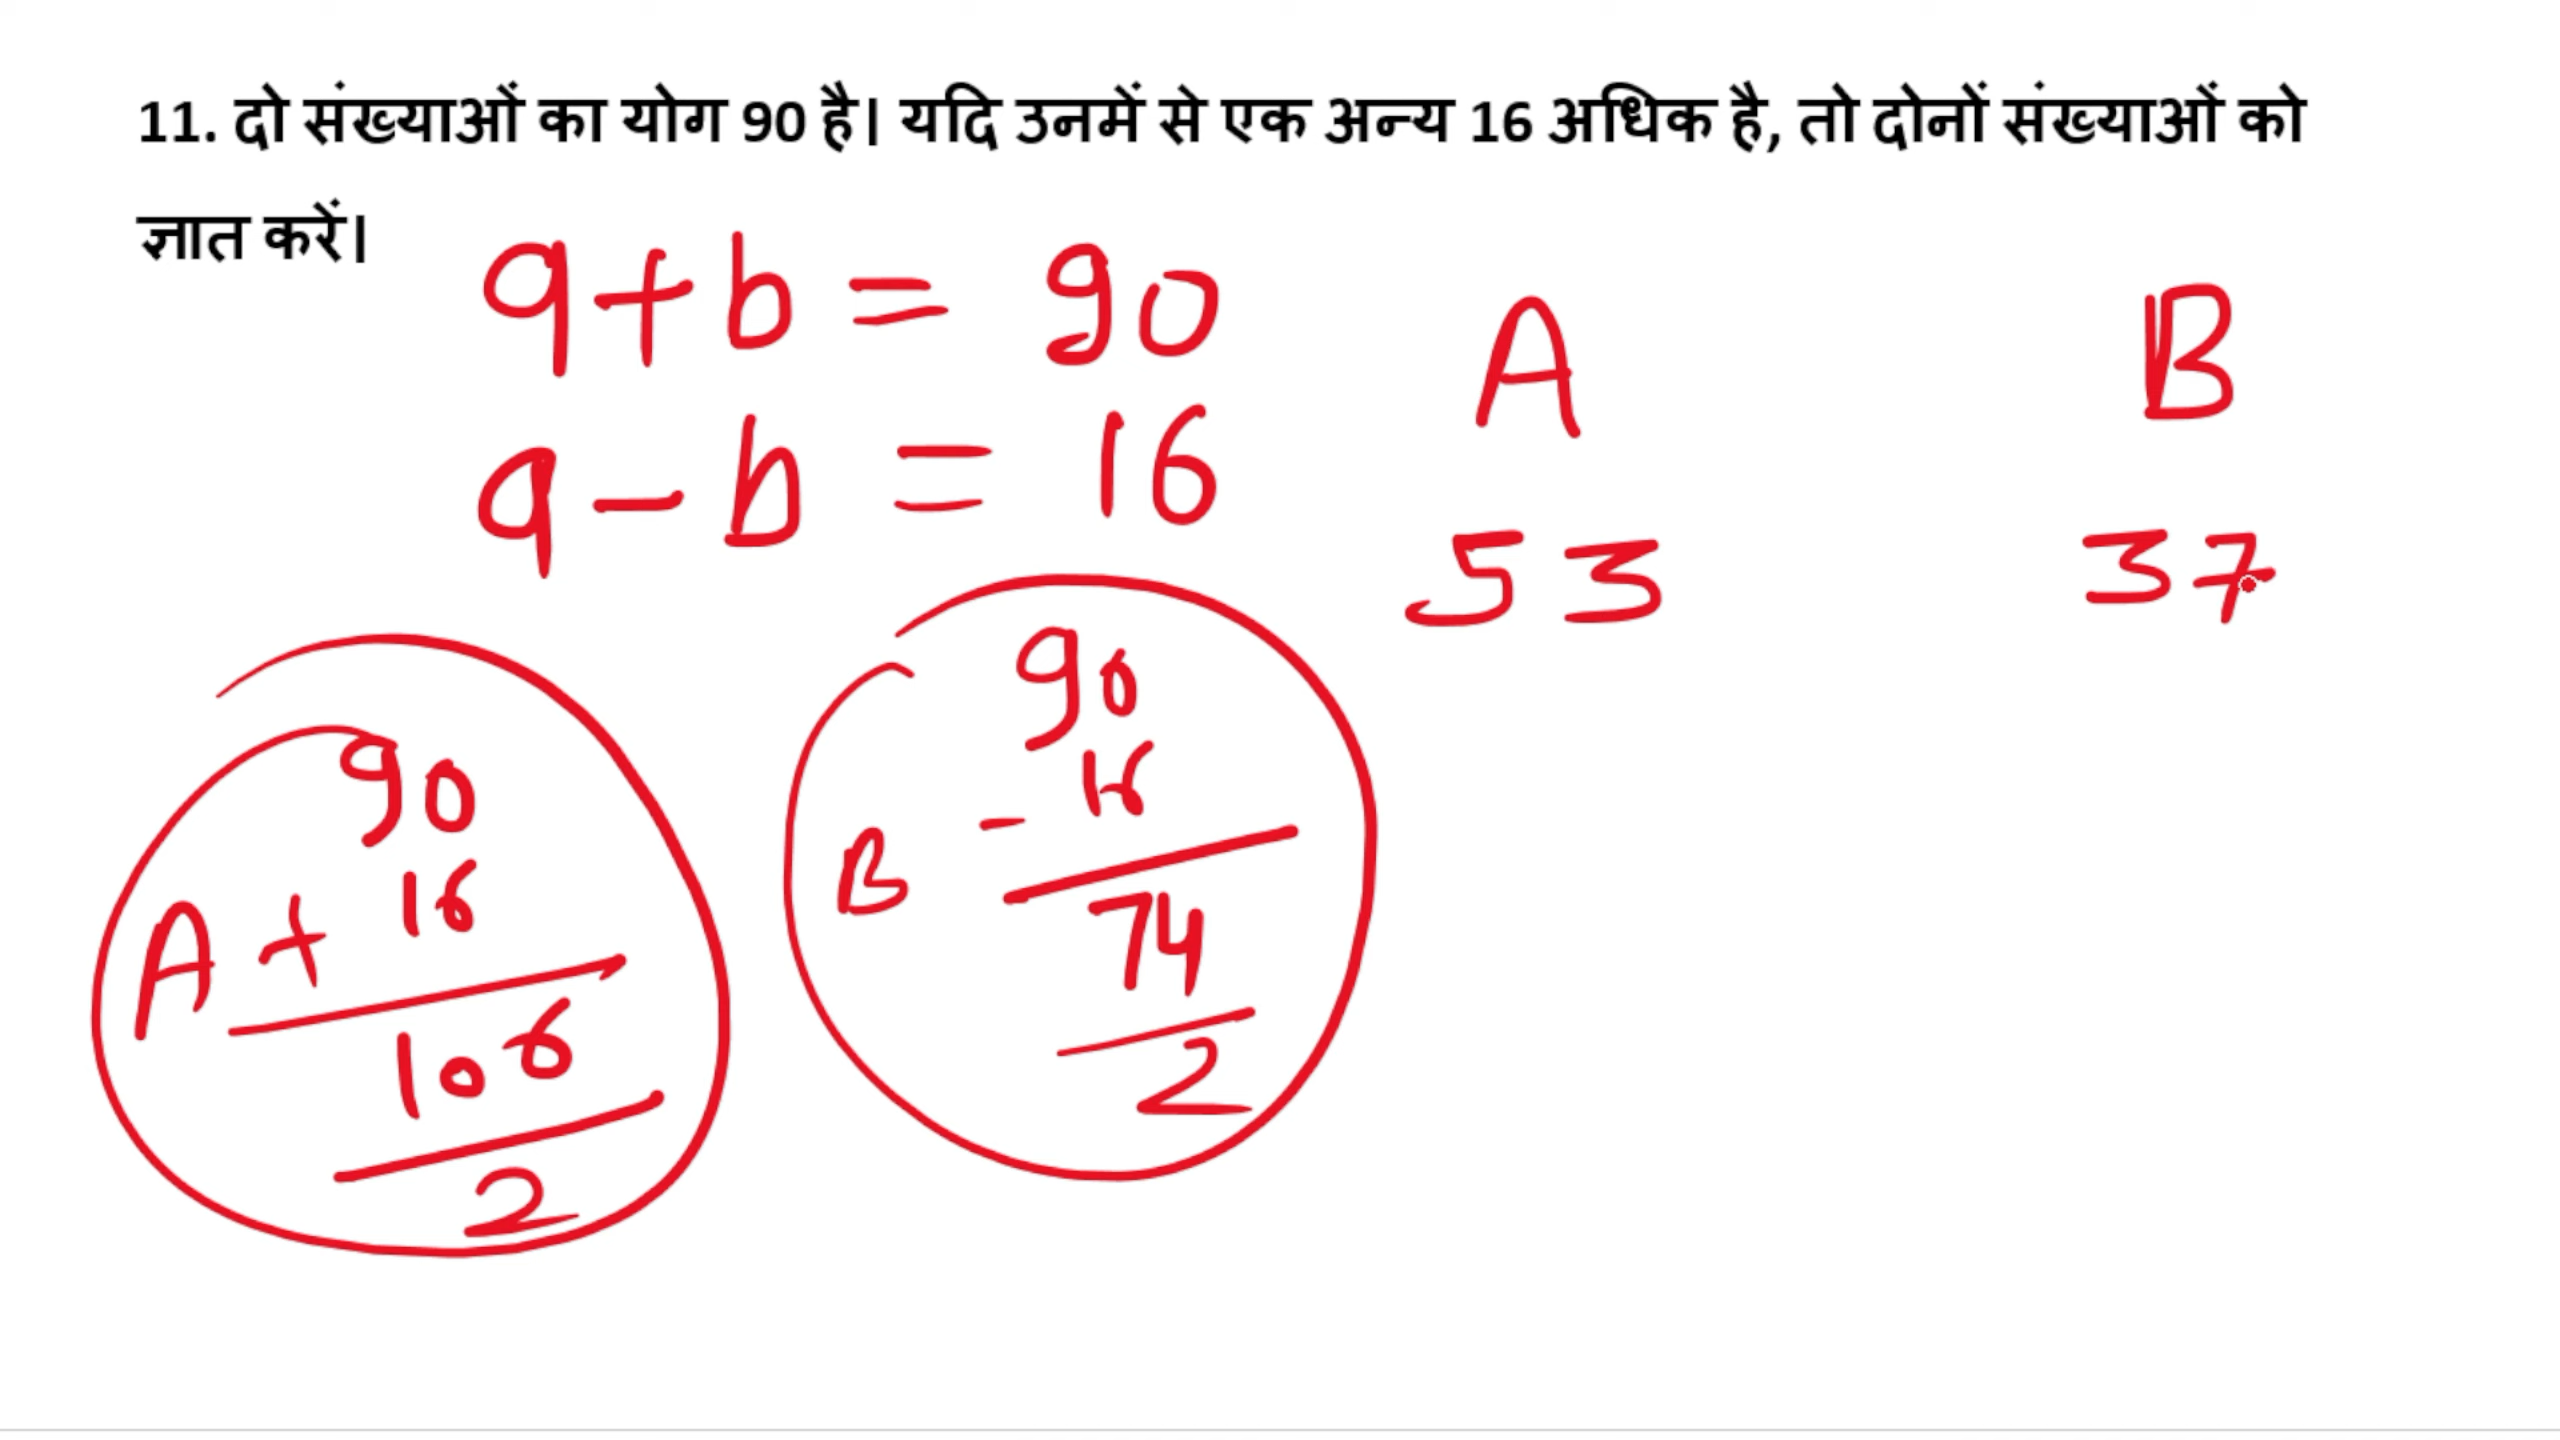 11. दो संख्याओं का योग 90 है। यदि उनमें से एक अन्य 16 अधिक है, तो दोनों संख्याओं को
ज्ञात करें।
a+b = 90
a-b = 16
A B
53 37
90
A + 16
106
2
90
B - 16
74
2